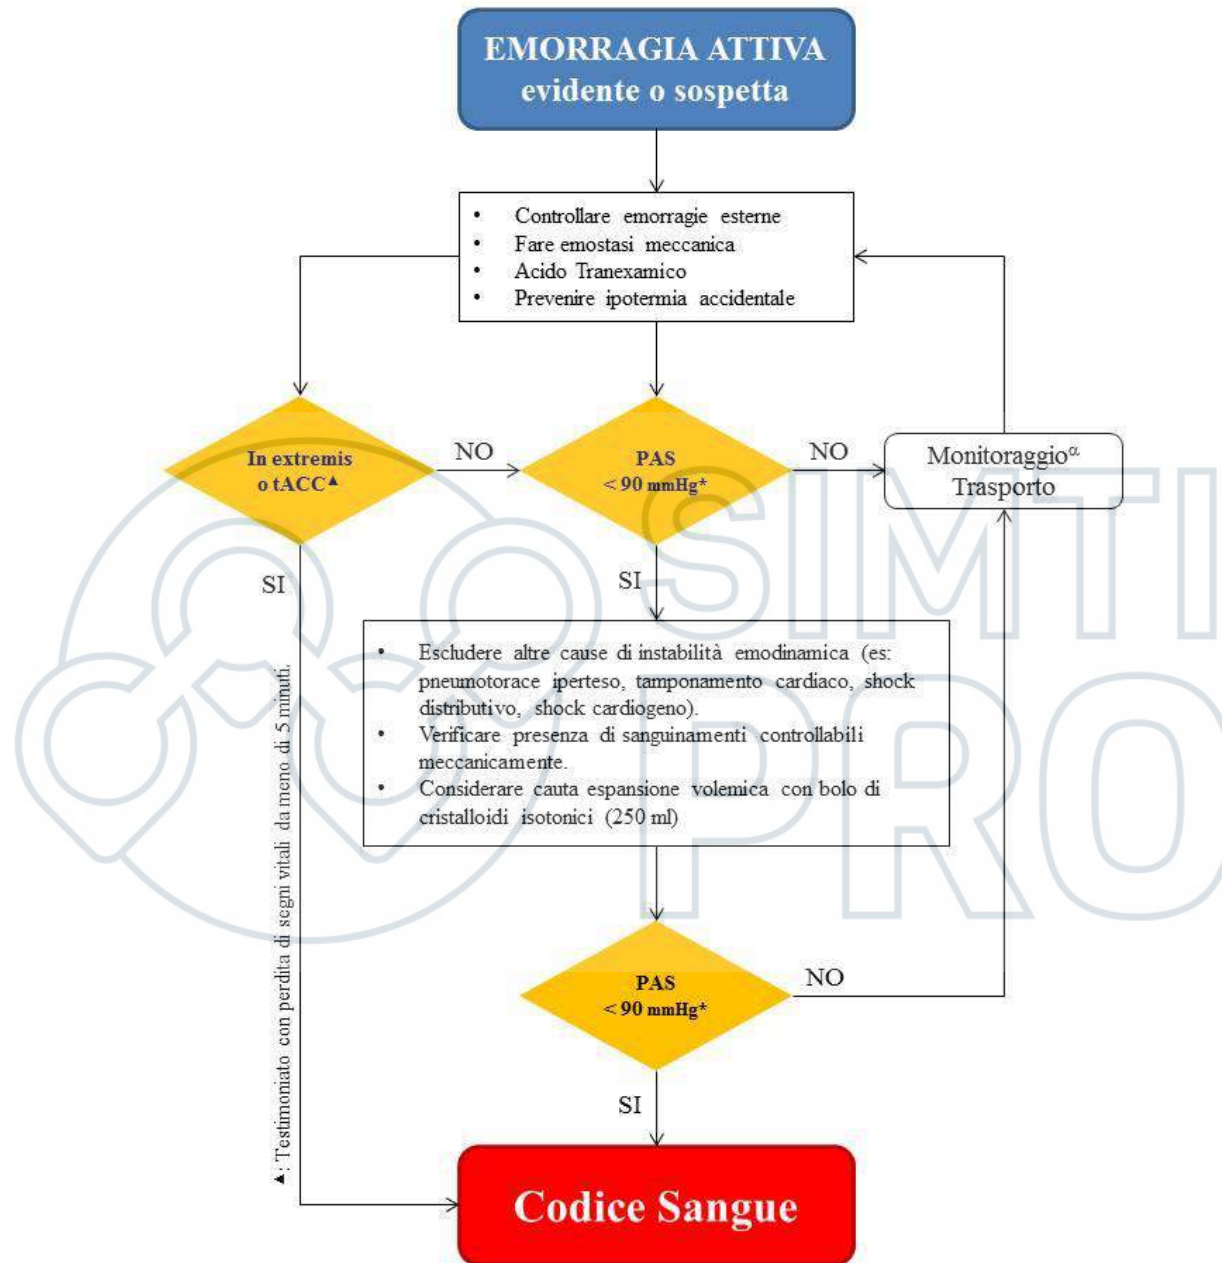 EMORRAGIA ATTIVA
evidente o sospetta
• Controllare emorragie esterne
• Fare emostasi meccanica
• Acido Tranexamico
• Prevenire ipotermia accidentale
In extremis
o tACC▲
NO
PAS
< 90 mmHg*
NO
Monitoraggioα
Trasporto
SI
SI
• Escludere altre cause di instabilità emodinamica (es:
pneumotorace iperteso, tamponamento cardiaco, shock
distributivo, shock cardiogeno).
• Verificare presenza di sanguinamenti controllabili
meccanicamente.
• Considerare cauta espansione volemica con bolo di
cristalloidi isotonici (250 ml)
▲: Testimoniato con perdita di segni vitali da meno di 5 minuti.
PAS
< 90 mmHg*
NO
SI
Codice Sangue
SIMTI
PRO